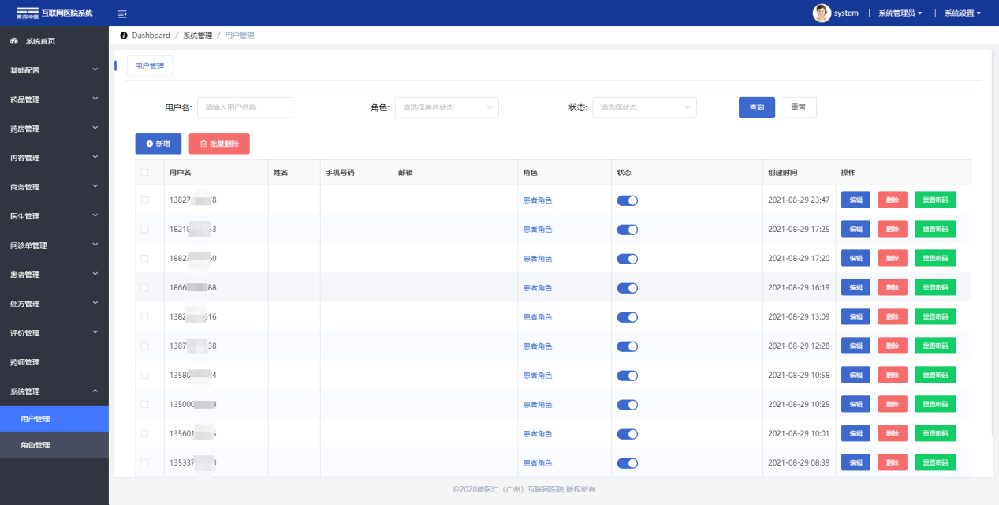 互联网医院系统
system
系统管理员
系统设置
Dashboard / 系统管理 / 用户管理
系统首页
基础配置
药品管理
药房管理
内容管理
商务管理
医生管理
问诊单管理
患者管理
处方管理
评价管理
药师管理
系统管理
用户管理
角色管理
用户管理
用户名: 请输入用户名称 角色: 请选择角色状态 状态: 请选择状态 查询 重置
新增 批量删除
用户名 姓名 手机号码 邮箱 角色 状态 创建时间 操作
13827 8 患者角色 2021-08-29 23:47 编辑 删除 重置密码
18218 53 患者角色 2021-08-29 17:25 编辑 删除 重置密码
18823 60 患者角色 2021-08-29 17:20 编辑 删除 重置密码
1866 88 患者角色 2021-08-29 16:19 编辑 删除 重置密码
1382 616 患者角色 2021-08-29 13:09 编辑 删除 重置密码
1387 38 患者角色 2021-08-29 12:28 编辑 删除 重置密码
13580 24 患者角色 2021-08-29 10:58 编辑 删除 重置密码
13500 3 患者角色 2021-08-29 10:25 编辑 删除 重置密码
13560 患者角色 2021-08-29 10:01 编辑 删除 重置密码
13533 患者角色 2021-08-29 08:39 编辑 删除 重置密码
@2020德医汇（广州）互联网医院 版权所有